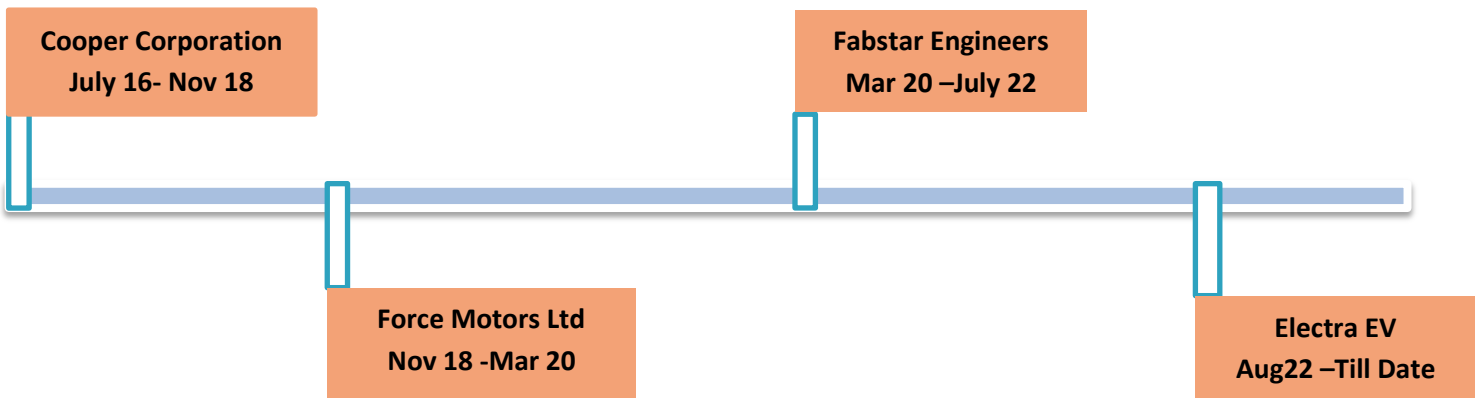 Cooper Corporation
July 16- Nov 18
Fabstar Engineers
Mar 20 –July 22
Force Motors Ltd
Nov 18 -Mar 20
Electra EV
Aug22 –Till Date